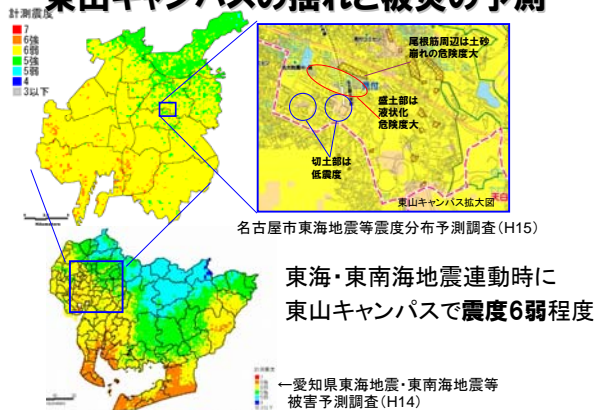 東山キャンパスの揺れと被災の予測
計測震度
7
6強
6弱
5強
5弱
4
3以下
尾根筋周辺は土砂
崩れの危険度大
盛土部は
液状化
危険度大
切土部は
低震度
天白
東山キャンパス拡大図
名古屋市東海地震等震度分布予測調査(H15)
東海・東南海地震連動時に
東山キャンパスで震度6弱程度
←愛知県東海地震・東南海地震等
被害予測調査(H14)